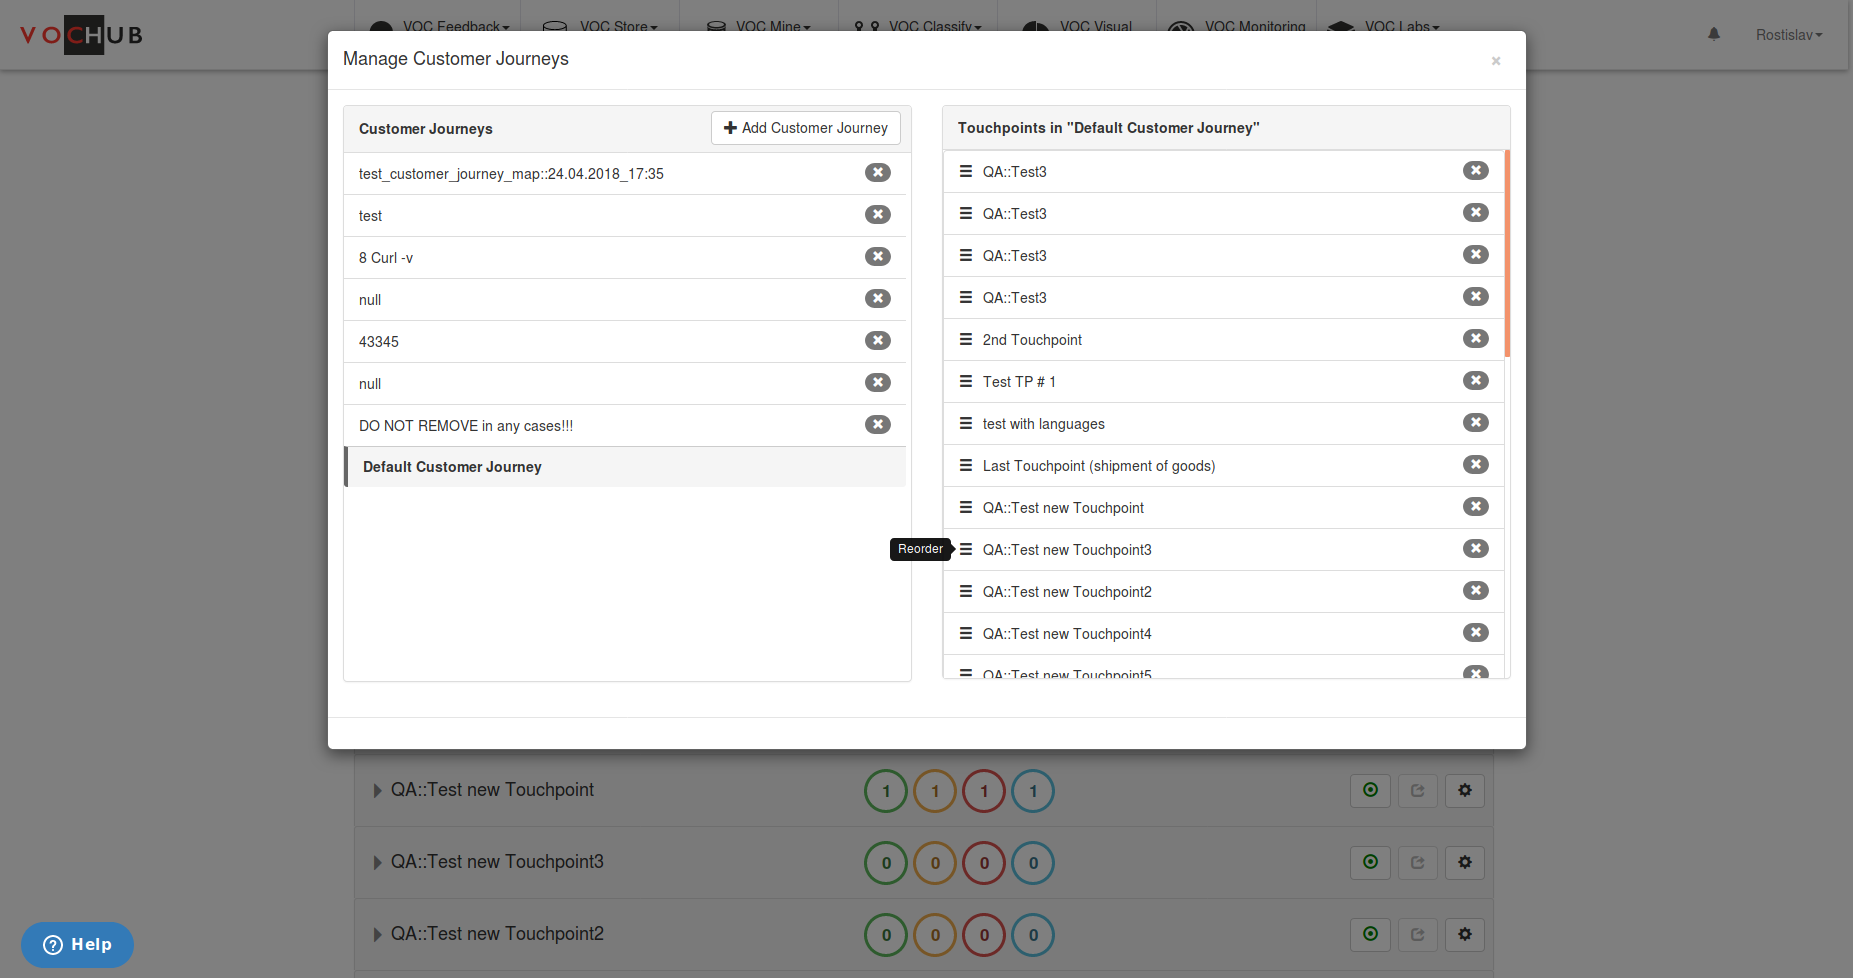 VOCHUB
VOC Feedback
VOC Store
VOC Mine
VOC Classify
VOC Visual
VOC Monitoring
VOC Labs
Rostislav
Manage Customer Journeys
×
Customer Journeys
Add Customer Journey
test_customer_journey_map::24.04.2018_17:35
test
8 Curl -v
null
43345
null
DO NOT REMOVE in any cases!!!
Default Customer Journey
Touchpoints in "Default Customer Journey"
QA::Test3
QA::Test3
QA::Test3
QA::Test3
2nd Touchpoint
Test TP # 1
test with languages
Last Touchpoint (shipment of goods)
QA::Test new Touchpoint
Reorder
QA::Test new Touchpoint3
QA::Test new Touchpoint2
QA::Test new Touchpoint4
QA::Test new Touchpoint5
QA::Test new Touchpoint 1 1 1 1
QA::Test new Touchpoint3 0 0 0 0
QA::Test new Touchpoint2 0 0 0 0
Help